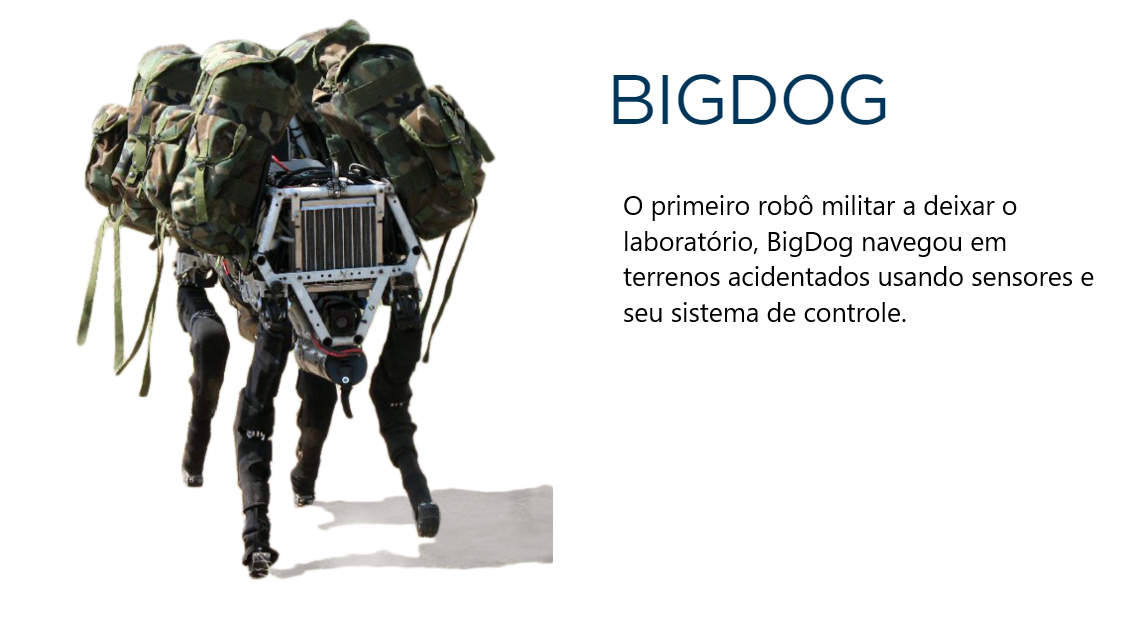 BIGDOG
O primeiro robô militar a deixar o
laboratório, BigDog navegou em
terrenos acidentados usando sensores e
seu sistema de controle.